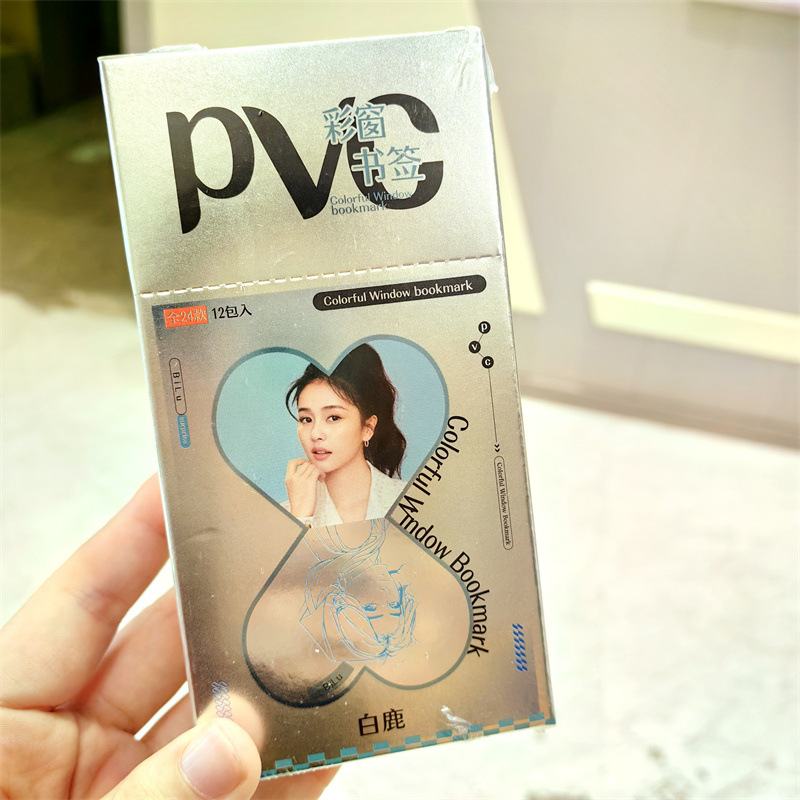 pvc
彩窗
书签
Colorful Window
bookmark
Colorful Window bookmark
全24款 12包入
BiLu
p
v
c
Colorful Window Bookmark
Colorful Window Bookmark
BiLu
白鹿